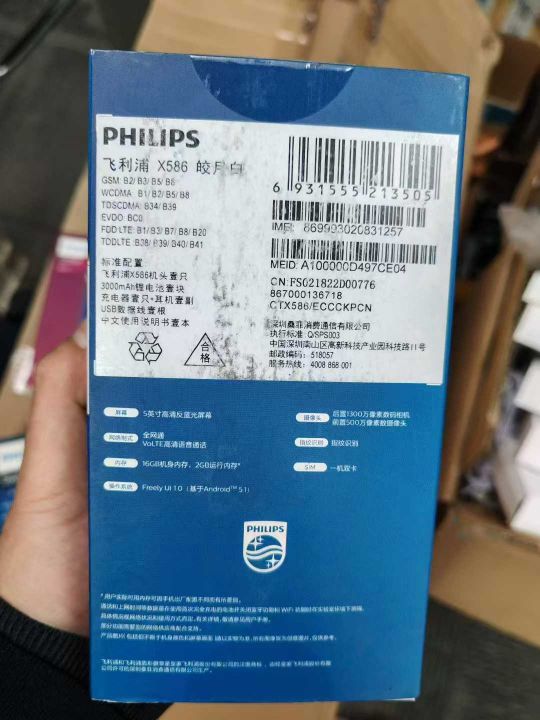 PHILIPS
飞利浦 X586 皎月白
GSM: B2/ B3/ B5/ B8
WCDMA: B1/ B2/ B5/ B8
TDSCDMA: B34/ B39
EVDO: BC0
FDD LTE: B1/ B3/ B7/ B8/ B20
TDD LTE: B38/ B39/ B40/ B41
标准配置
飞利浦X586机头壹只
3000mAh锂电池壹块
充电器壹只•耳机壹副
USB数据线壹根
中文使用说明书壹本
合格
6 931555 213505
IMEI: 869993020831257
MEID: A100000D497CE04
CN:FS021822D00776
867000136718
CTX586/ECCCKPCN
深圳桑菲消费通信有限公司
执行标准: Q/SPS003
中国深圳南山区高新科技产业园科技路11号
邮政编码: 518057
服务热线: 4008 868 001
屏幕 5英寸高清反蓝光屏幕
网络制式 全网通
VoLTE高清语音通话
内存 16GB机身内存，2GB运行内存*
操作系统 Freely UI 1.0 (基于Android™ 5.1)
摄像头 后置1300万像素数码相机
前置500万像素数摄像头
指纹识别 指纹识别
SIM 一机双卡
PHILIPS